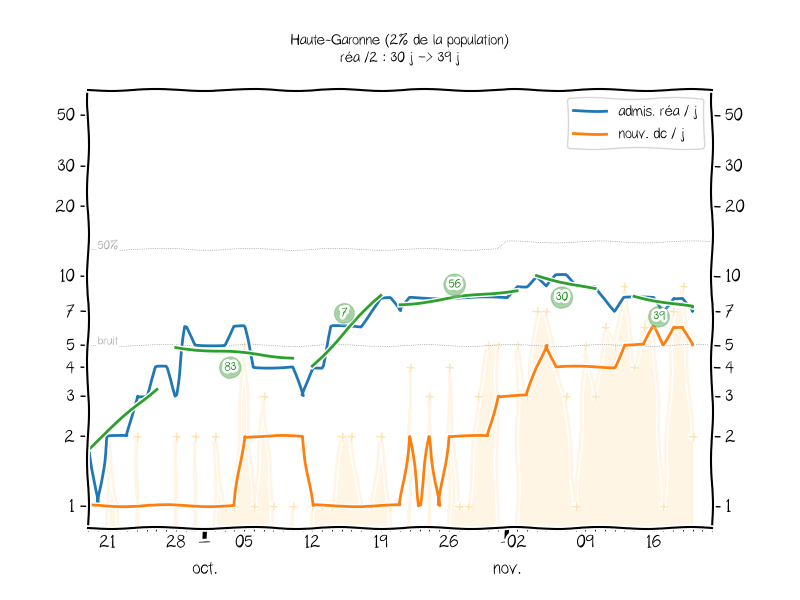 Haute-Garonne (2% de la population)
réa /2 : 30 j -> 39 j
admis. réa / j
nouv. dc / j
50 50
30 30
20 20
50%
10 10
7 7
bruit
5 5
4 4
3 3
2 2
1 1
83 7 56 30 39
21 28 05 12 19 26 02 09 16
oct. nov.